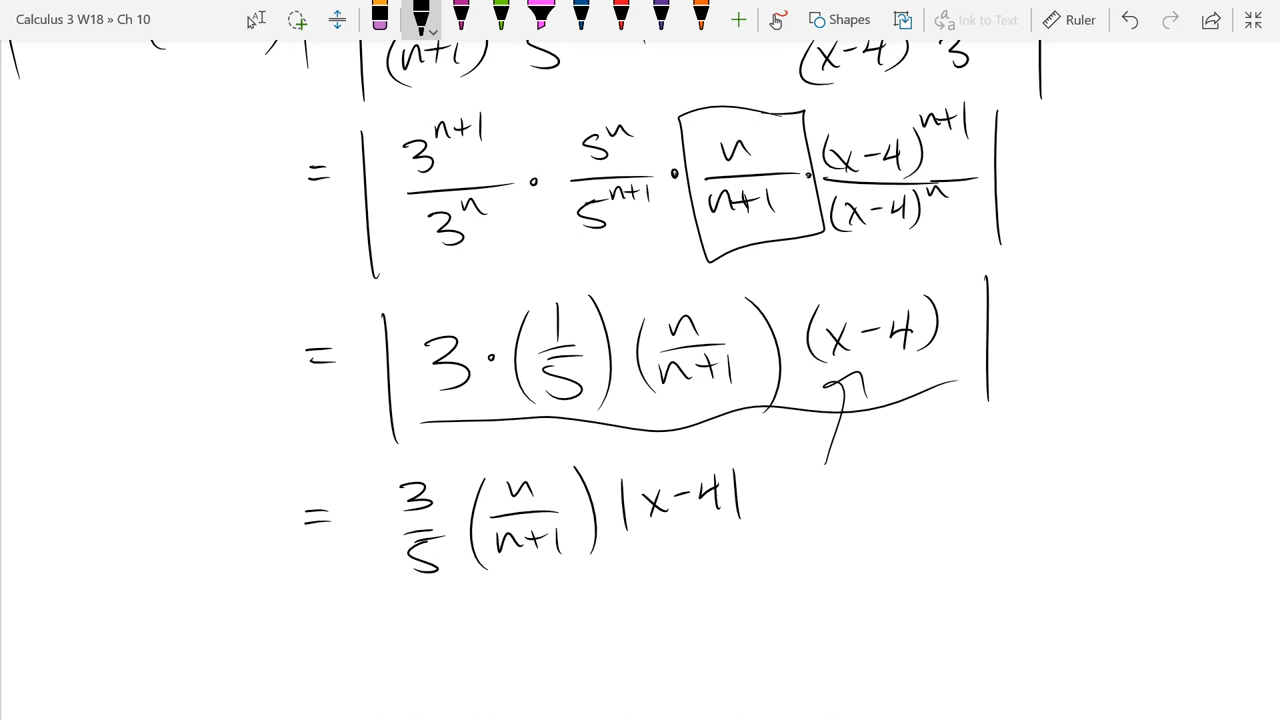 Calculus 3 W18 » Ch 10 Shapes Ink to Text Ruler
(n+1) 5 (x-4) 3
= | 3^{n+1}/3^n · 5^n/5^{n+1} · n/(n+1) · (x-4)^{n+1}/(x-4)^n |
= | 3 · (1/5) (n/(n+1)) (x-4) |
= 3/5 (n/(n+1)) |x-4|